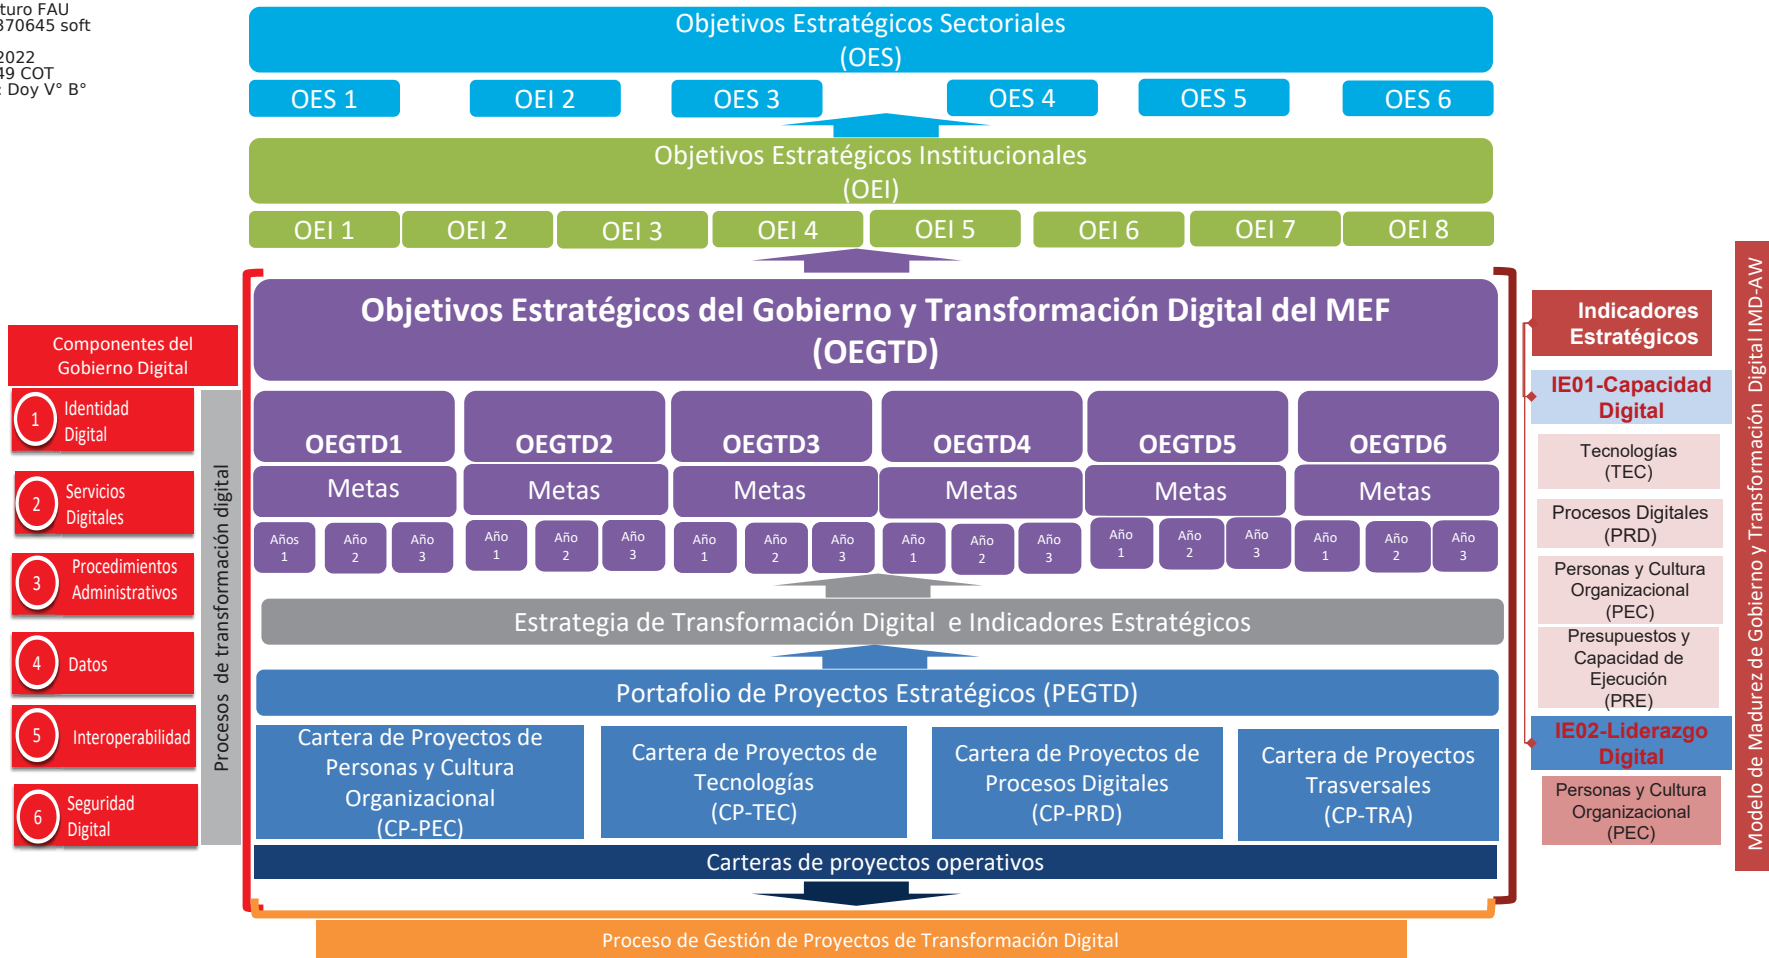 turo FAU
370645 soft
2022
49 COT
: Doy V° B°
Objetivos Estratégicos Sectoriales
(OES)
OES 1
OEI 2
OES 3
OES 4
OES 5
OES 6
Objetivos Estratégicos Institucionales
(OEI)
OEI 1
OEI 2
OEI 3
OEI 4
OEI 5
OEI 6
OEI 7
OEI 8
Componentes del
Gobierno Digital
1
Identidad
Digital
2
Servicios
Digitales
3
Procedimientos
Administrativos
4
Datos
5
Interoperabilidad
6
Seguridad
Digital
Procesos de transformación digital
Objetivos Estratégicos del Gobierno y Transformación Digital del MEF
(OEGTD)
OEGTD1
OEGTD2
OEGTD3
OEGTD4
OEGTD5
OEGTD6
Metas
Metas
Metas
Metas
Metas
Metas
Años
1
Año
2
Año
3
Año
1
Año
2
Año
3
Año
1
Año
2
Año
3
Año
1
Año
2
Año
3
Año
1
Año
2
Año
3
Año
1
Año
2
Año
3
Estrategia de Transformación Digital e Indicadores Estratégicos
Portafolio de Proyectos Estratégicos (PEGTD)
Cartera de Proyectos de
Personas y Cultura
Organizacional
(CP-PEC)
Cartera de Proyectos de
Tecnologías
(CP-TEC)
Cartera de Proyectos de
Procesos Digitales
(CP-PRD)
Cartera de Proyectos
Trasversales
(CP-TRA)
Carteras de proyectos operativos
Proceso de Gestión de Proyectos de Transformación Digital
Indicadores
Estratégicos
IE01-Capacidad
Digital
Tecnologías
(TEC)
Procesos Digitales
(PRD)
Personas y Cultura
Organizacional
(PEC)
Presupuestos y
Capacidad de
Ejecución
(PRE)
IE02-Liderazgo
Digital
Personas y Cultura
Organizacional
(PEC)
Modelo de Madurez de Gobierno y Transformación Digital IMD-AW